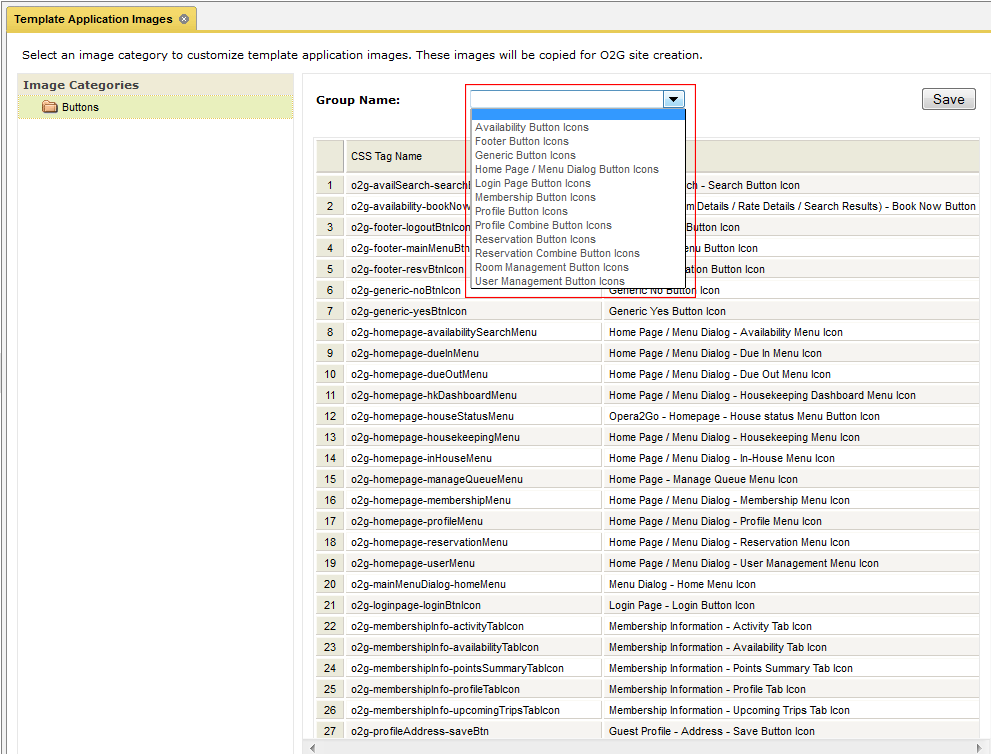 Template Application Images
Select an image category to customize template application images. These images will be copied for O2G site creation.
Image Categories
Buttons
Group Name:
Save
Availability Button Icons
Footer Button Icons
Generic Button Icons
Home Page / Menu Dialog Button Icons
Login Page Button Icons
Membership Button Icons
Profile Button Icons
Profile Combine Button Icons
Reservation Button Icons
Reservation Combine Button Icons
Room Management Button Icons
User Management Button Icons
CSS Tag Name
1 o2g-availSearch-search ch - Search Button Icon
2 o2g-availability-bookNow m Details / Rate Details / Search Results) - Book Now Button
3 o2g-footer-logoutBtnIcon Button Icon
4 o2g-footer-mainMenuBtn nu Button Icon
5 o2g-footer-resvBtnIcon ation Button Icon
6 o2g-generic-noBtnIcon Generic No Button Icon
7 o2g-generic-yesBtnIcon Generic Yes Button Icon
8 o2g-homepage-availabilitySearchMenu Home Page / Menu Dialog - Availability Menu Icon
9 o2g-homepage-dueInMenu Home Page / Menu Dialog - Due In Menu Icon
10 o2g-homepage-dueOutMenu Home Page / Menu Dialog - Due Out Menu Icon
11 o2g-homepage-hkDashboardMenu Home Page / Menu Dialog - Housekeeping Dashboard Menu Icon
12 o2g-homepage-houseStatusMenu Opera2Go - Homepage - House status Menu Button Icon
13 o2g-homepage-housekeepingMenu Home Page / Menu Dialog - Housekeeping Menu Icon
14 o2g-homepage-inHouseMenu Home Page / Menu Dialog - In-House Menu Icon
15 o2g-homepage-manageQueueMenu Home Page - Manage Queue Menu Icon
16 o2g-homepage-membershipMenu Home Page / Menu Dialog - Membership Menu Icon
17 o2g-homepage-profileMenu Home Page / Menu Dialog - Profile Menu Icon
18 o2g-homepage-reservationMenu Home Page / Menu Dialog - Reservation Menu Icon
19 o2g-homepage-userMenu Home Page / Menu Dialog - User Management Menu Icon
20 o2g-mainMenuDialog-homeMenu Menu Dialog - Home Menu Icon
21 o2g-loginpage-loginBtnIcon Login Page - Login Button Icon
22 o2g-membershipInfo-activityTabIcon Membership Information - Activity Tab Icon
23 o2g-membershipInfo-availabilityTabIcon Membership Information - Availability Tab Icon
24 o2g-membershipInfo-pointsSummaryTabIcon Membership Information - Points Summary Tab Icon
25 o2g-membershipInfo-profileTabIcon Membership Information - Profile Tab Icon
26 o2g-membershipInfo-upcomingTripsTabIcon Membership Information - Upcoming Trips Tab Icon
27 o2g-profileAddress-saveBtn Guest Profile - Address - Save Button Icon